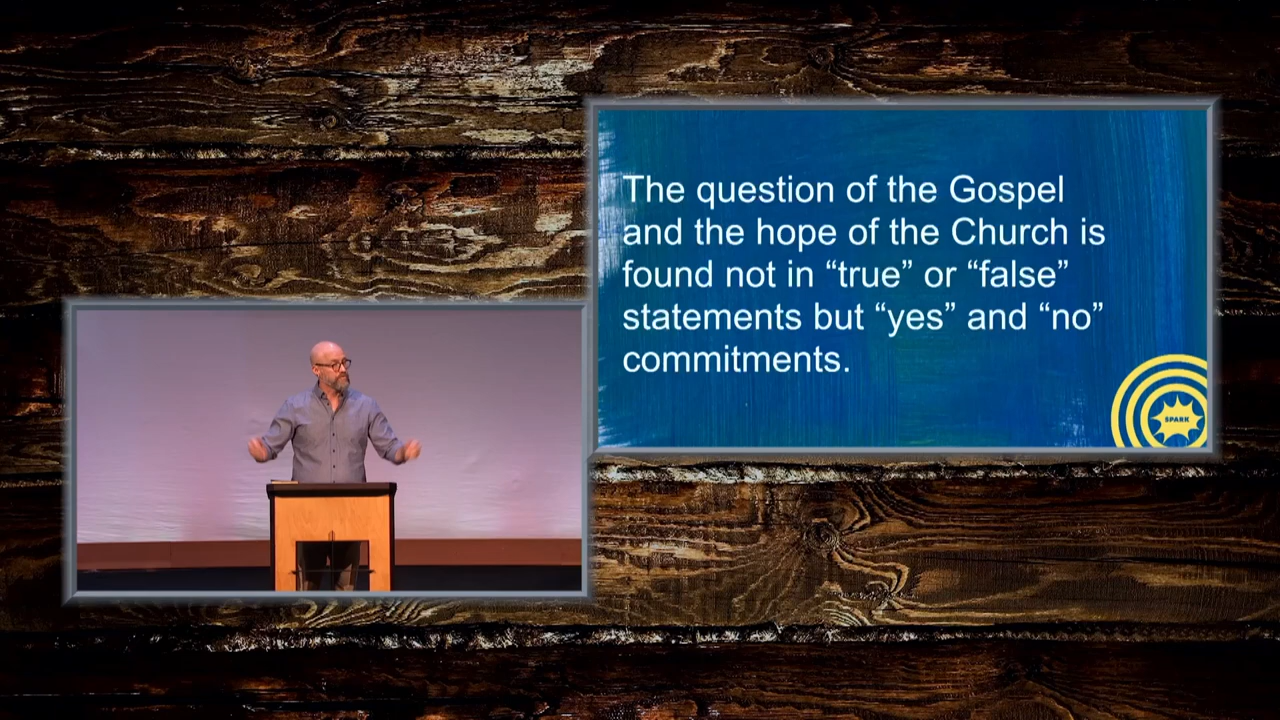 The question of the Gospel
and the hope of the Church is
found not in “true” or “false”
statements but “yes” and “no”
commitments.
SPARK